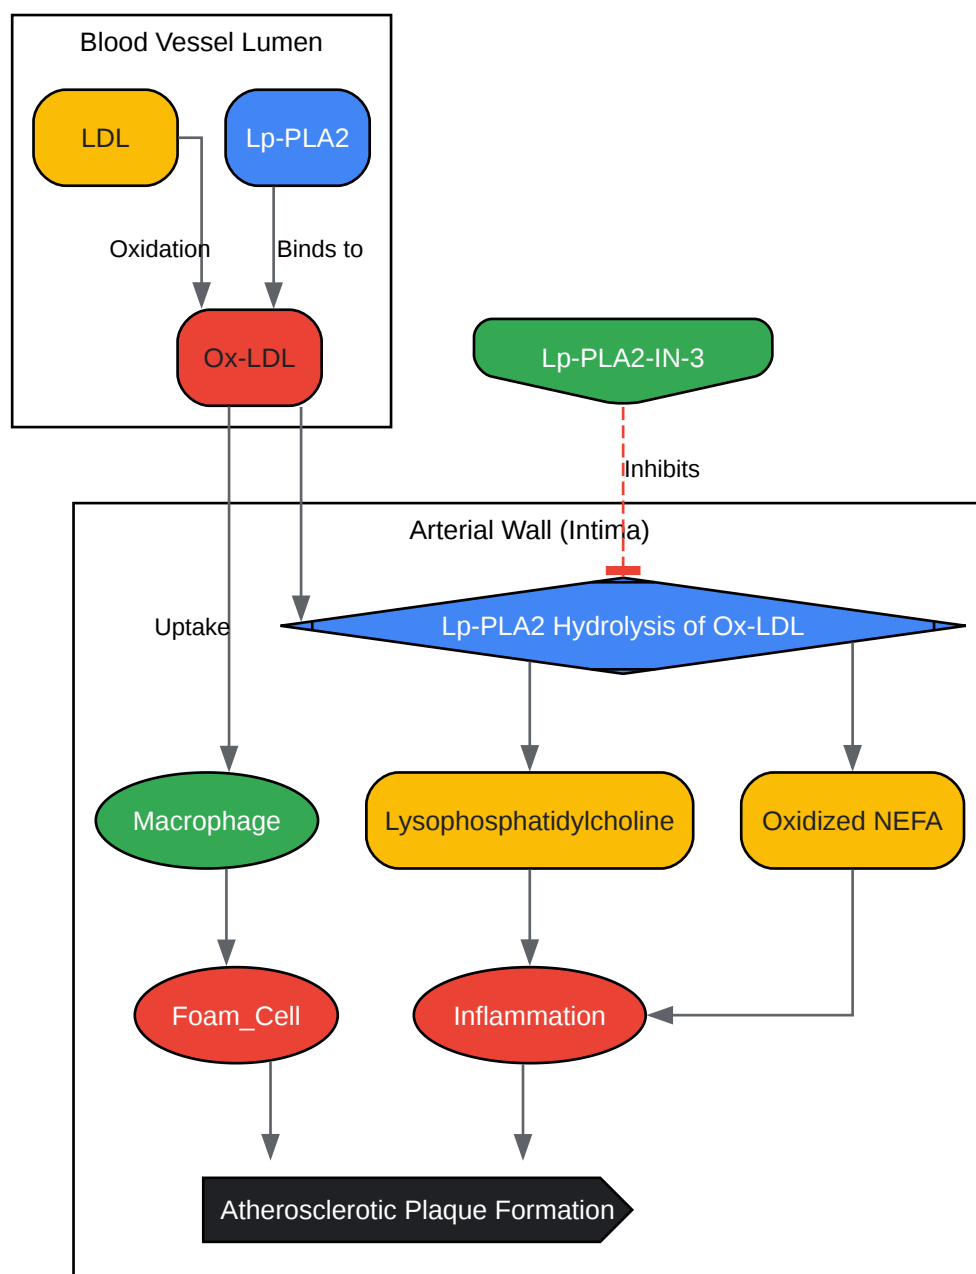 Blood Vessel Lumen
LDL
Lp-PLA2
Oxidation
Binds to
Ox-LDL
Lp-PLA2-IN-3
Inhibits
Arterial Wall (Intima)
Uptake
Lp-PLA2 Hydrolysis of Ox-LDL
Macrophage
Lysophosphatidylcholine
Oxidized NEFA
Foam_Cell
Inflammation
Atherosclerotic Plaque Formation